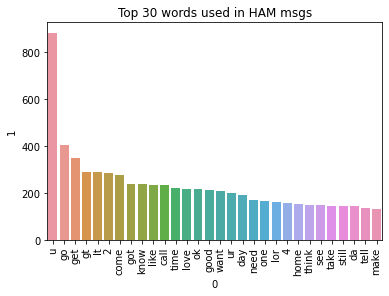 Top 30 words used in HAM msgs
1
800
600
400
200
0
u
go
get
gt
lt
2
come
got
know
like
call
time
love
ok
good
want
ur
day
need
one
lor
4
home
think
see
take
still
da
tell
make
0